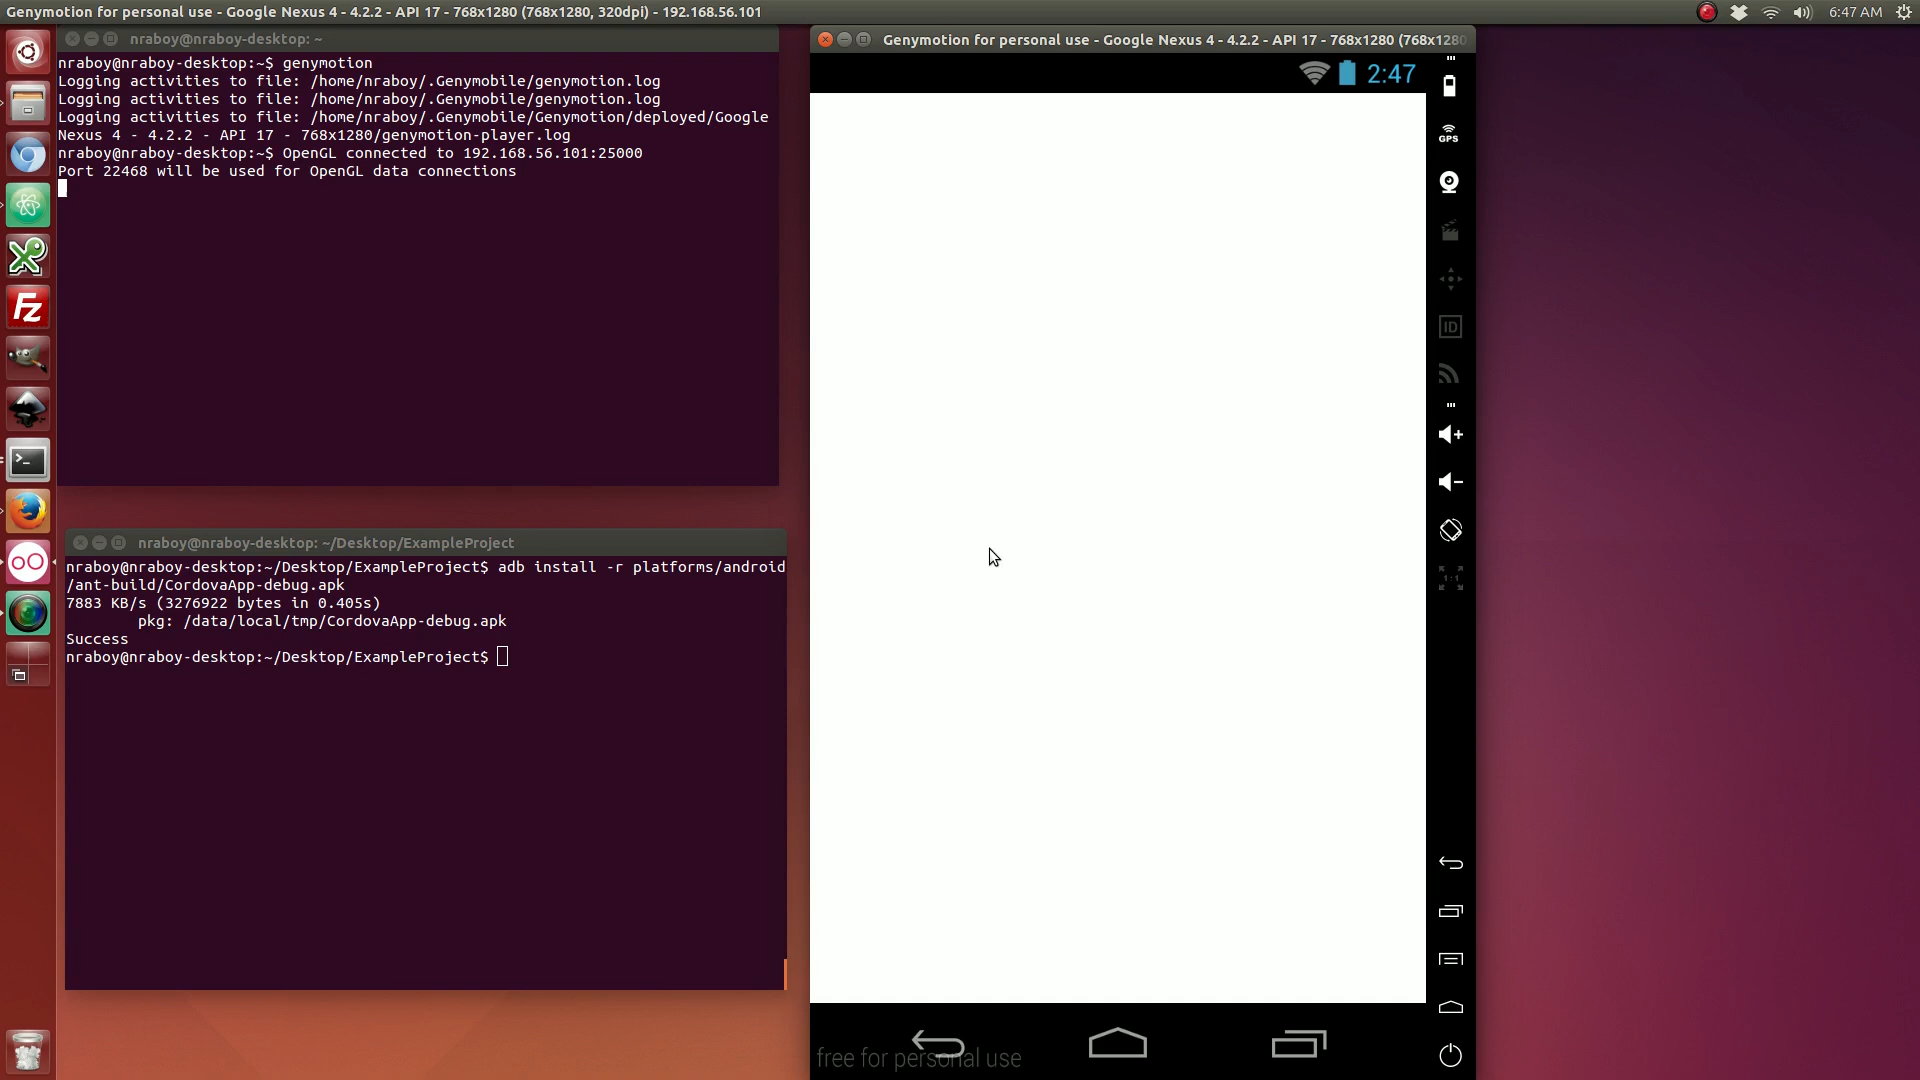 Genymotion for personal use - Google Nexus 4 - 4.2.2 - API 17 - 768x1280 (768x1280, 320dpi) - 192.168.56.101
6:47 AM
nraboy@nraboy-desktop: ~
nraboy@nraboy-desktop:~$ genymotion
Logging activities to file: /home/nraboy/.Genymobile/genymotion.log
Logging activities to file: /home/nraboy/.Genymobile/genymotion.log
Logging activities to file: /home/nraboy/.Genymobile/Genymotion/deployed/Google
Nexus 4 - 4.2.2 - API 17 - 768x1280/genymotion-player.log
nraboy@nraboy-desktop:~$ OpenGL connected to 192.168.56.101:25000
Port 22468 will be used for OpenGL data connections
nraboy@nraboy-desktop: ~/Desktop/ExampleProject
nraboy@nraboy-desktop:~/Desktop/ExampleProject$ adb install -r platforms/android
/ant-build/CordovaApp-debug.apk
7883 KB/s (3276922 bytes in 0.405s)
pkg: /data/local/tmp/CordovaApp-debug.apk
Success
nraboy@nraboy-desktop:~/Desktop/ExampleProject$
Genymotion for personal use - Google Nexus 4 - 4.2.2 - API 17 - 768x1280 (768x1280
2:47
GPS
ID
1:1
free for personal use
Fz